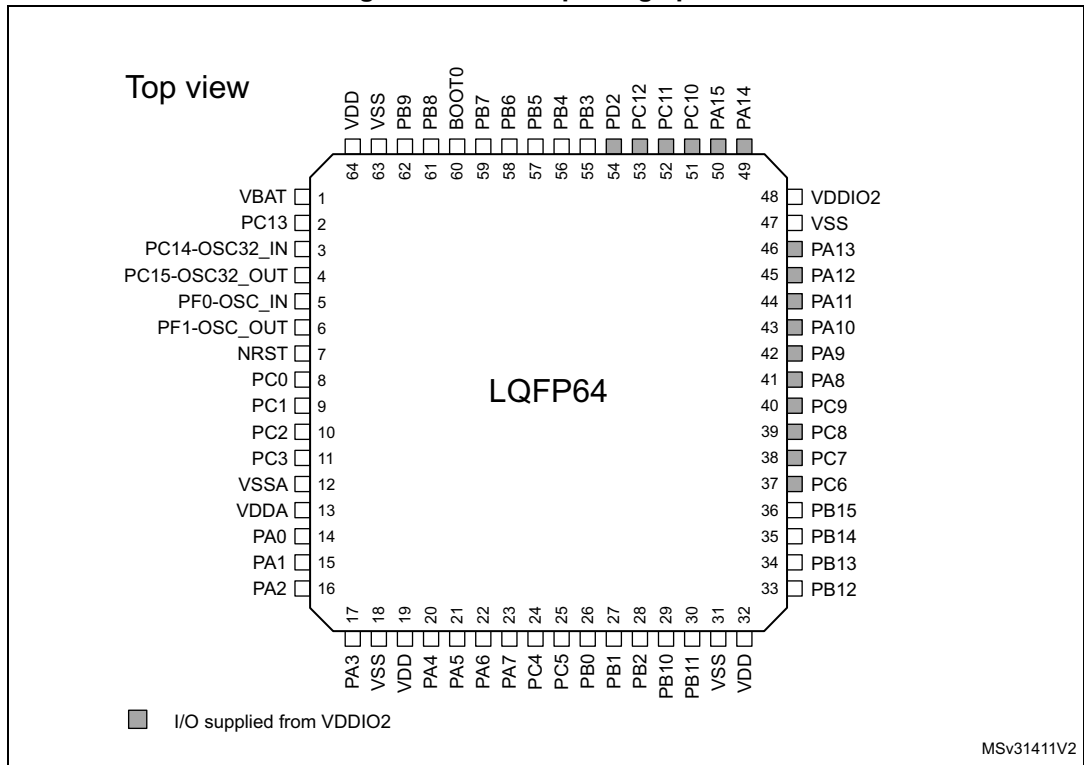 Top view
VDD
VSS
PB9
PB8
BOOT0
PB7
PB6
PB5
PB4
PB3
PD2
PC12
PC11
PC10
PA15
PA14
64
63
62
61
60
59
58
57
56
55
54
53
52
51
50
49
VBAT 1
PC13 2
PC14-OSC32_IN 3
PC15-OSC32_OUT 4
PF0-OSC_IN 5
PF1-OSC_OUT 6
NRST 7
PC0 8
PC1 9
PC2 10
PC3 11
VSSA 12
VDDA 13
PA0 14
PA1 15
PA2 16
LQFP64
48 VDDIO2
47 VSS
46 PA13
45 PA12
44 PA11
43 PA10
42 PA9
41 PA8
40 PC9
39 PC8
38 PC7
37 PC6
36 PB15
35 PB14
34 PB13
33 PB12
17
18
19
20
21
22
23
24
25
26
27
28
29
30
31
32
PA3
VSS
VDD
PA4
PA5
PA6
PA7
PC4
PC5
PB0
PB1
PB2
PB10
PB11
VSS
VDD
I/O supplied from VDDIO2
MSv31411V2